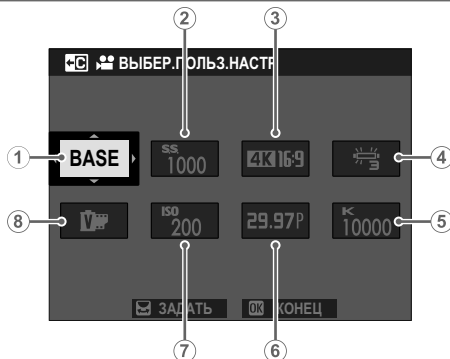 2 3
C ВЫБЕР.ПОЛЬЗ.НАСТР
1 BASE S.S. 1000 4K 16:9 3 4
8 V ISO 200 29.97P K 10000 5
ЗАДАТЬ OK КОНЕЦ
7 6